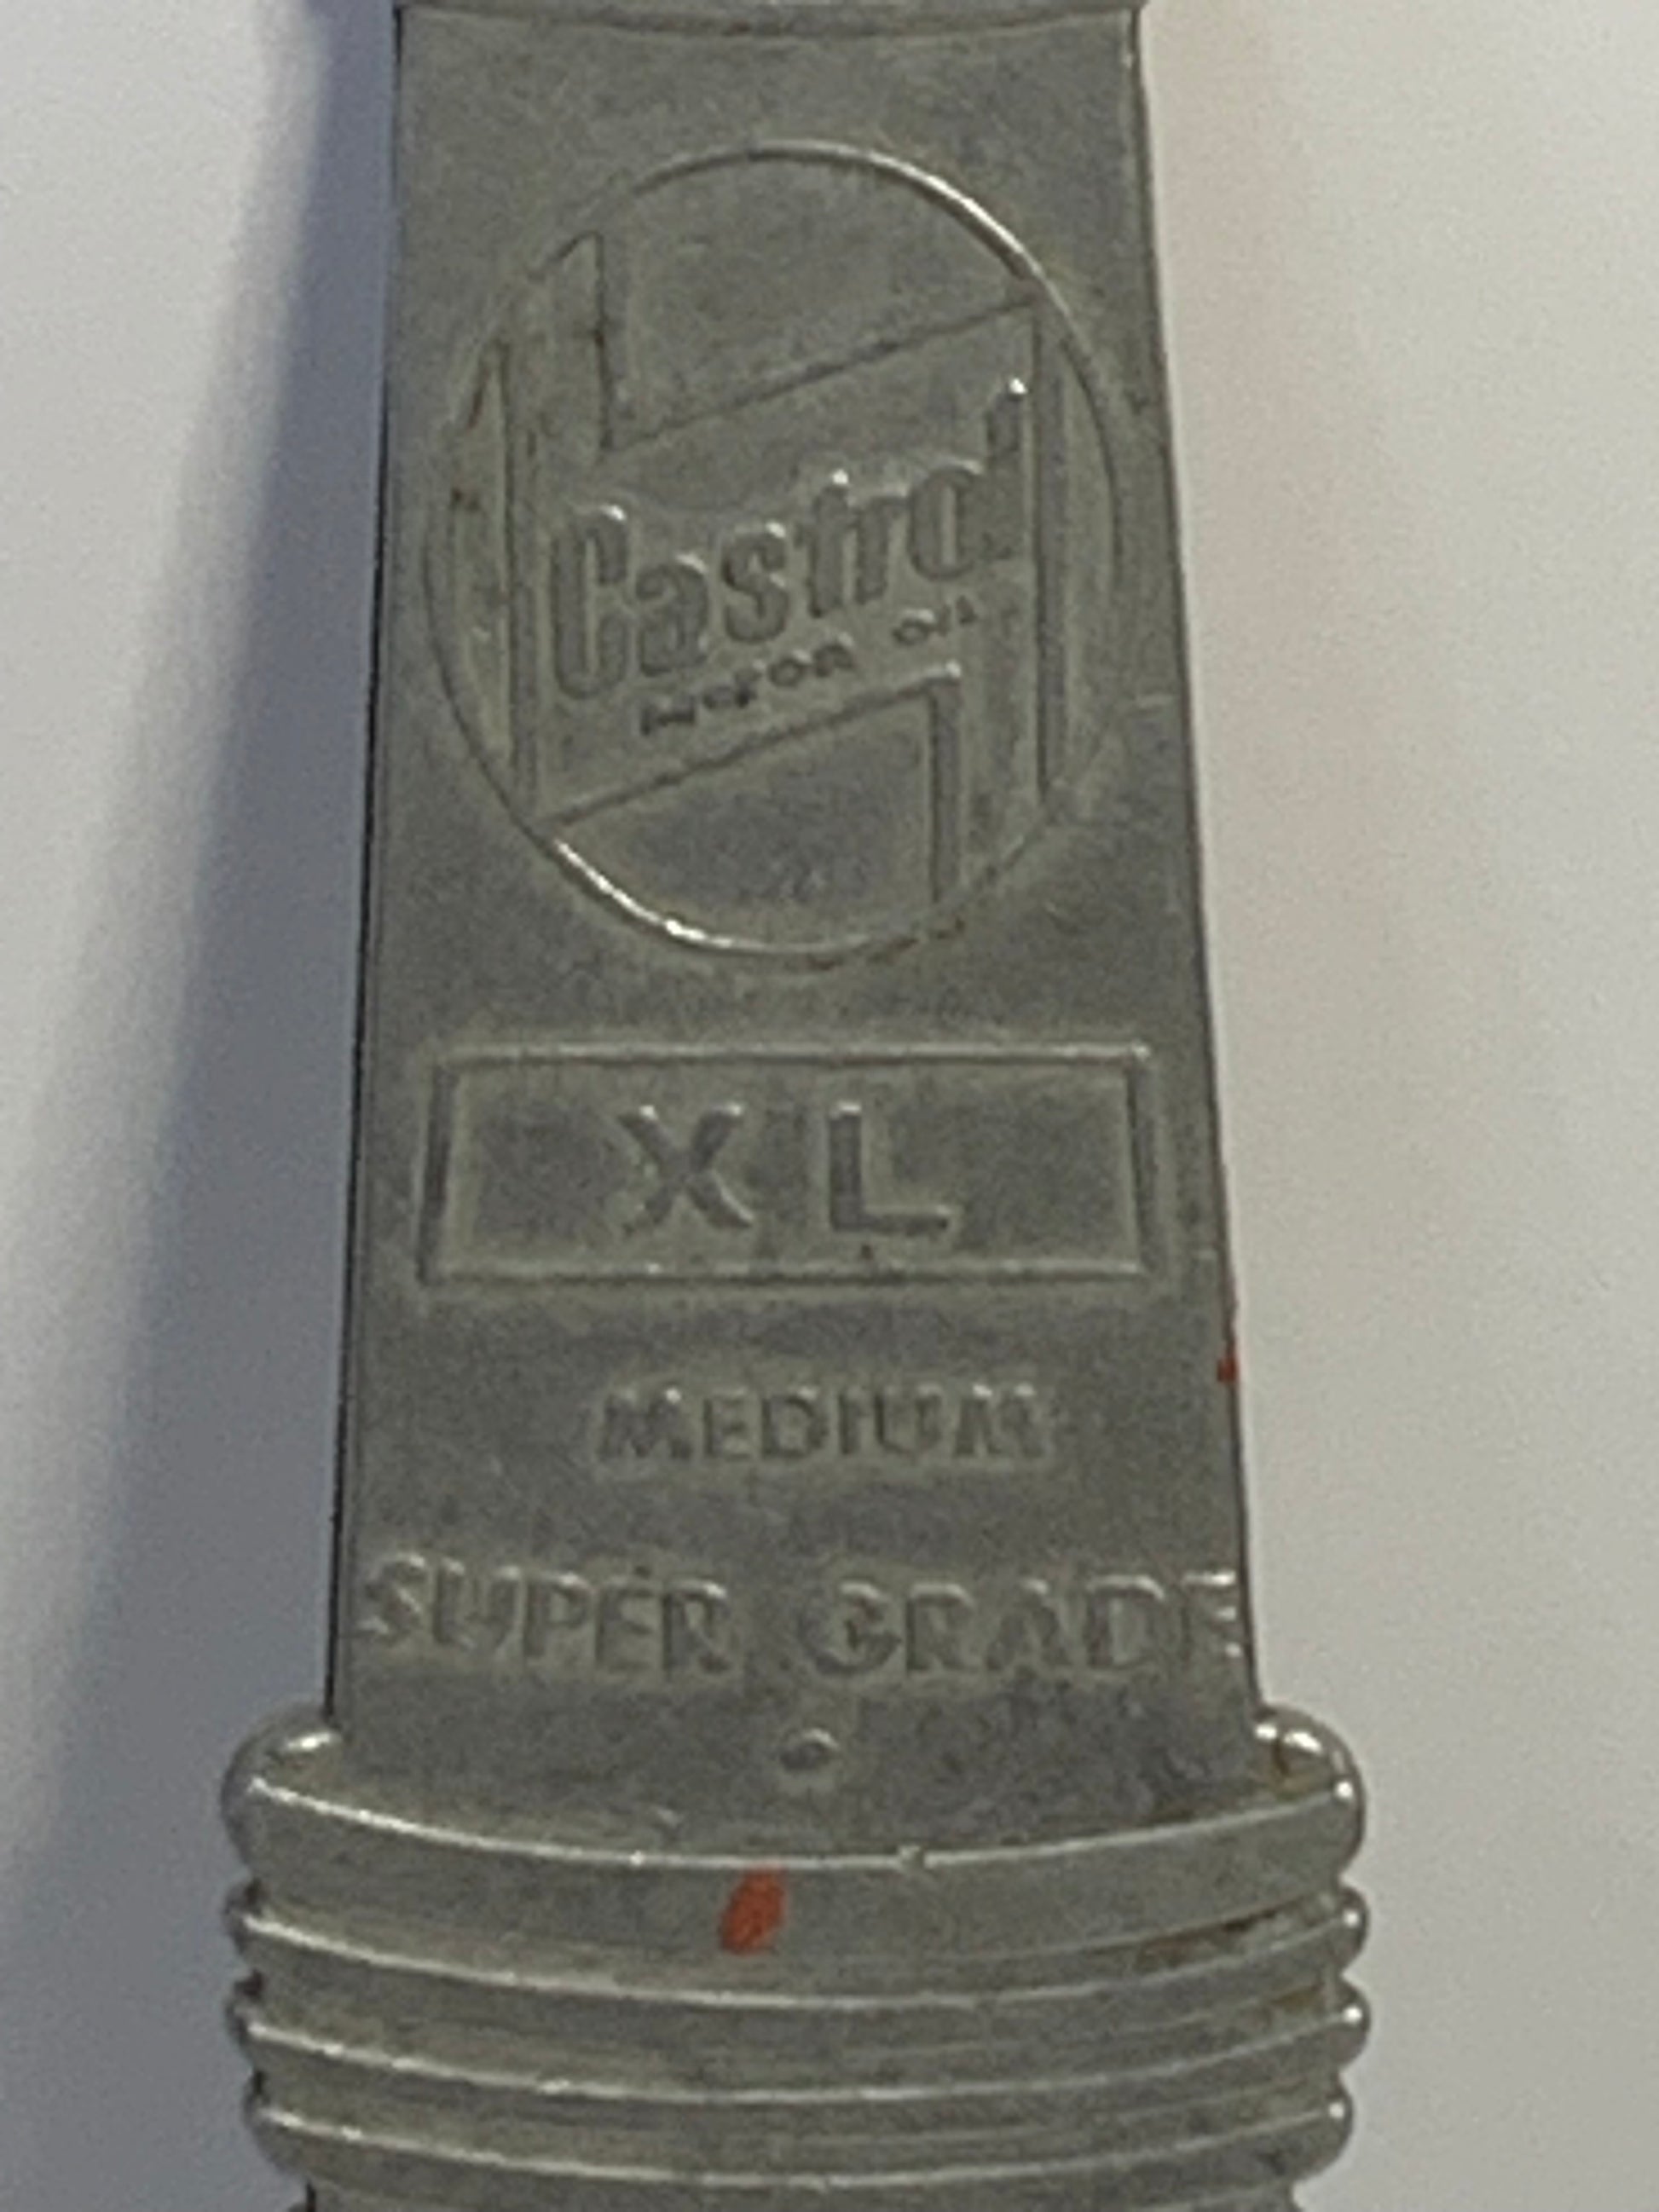 Castrol
MOTOR OIL
XL
MEDIUM
SUPER GRADE